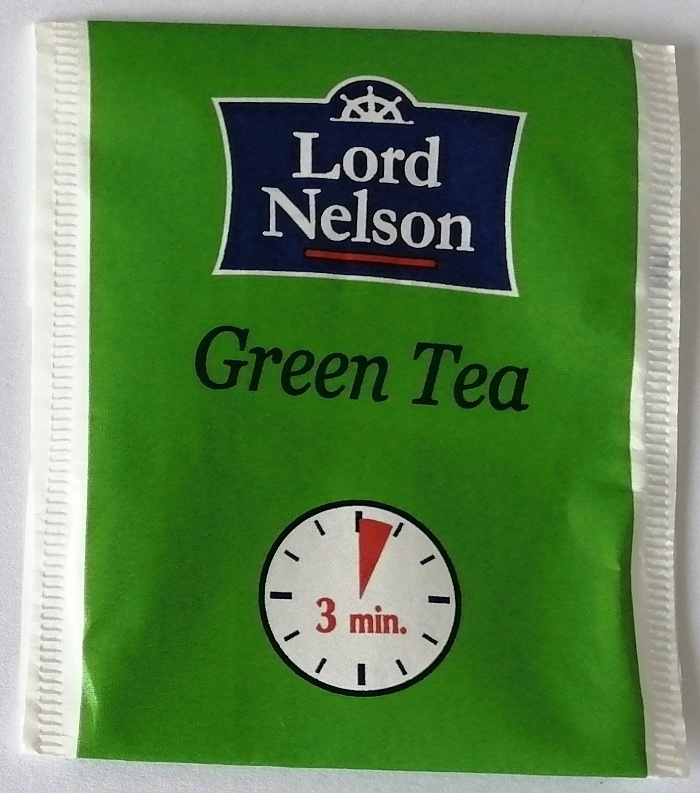 Lord
Nelson
Green Tea
3 min.